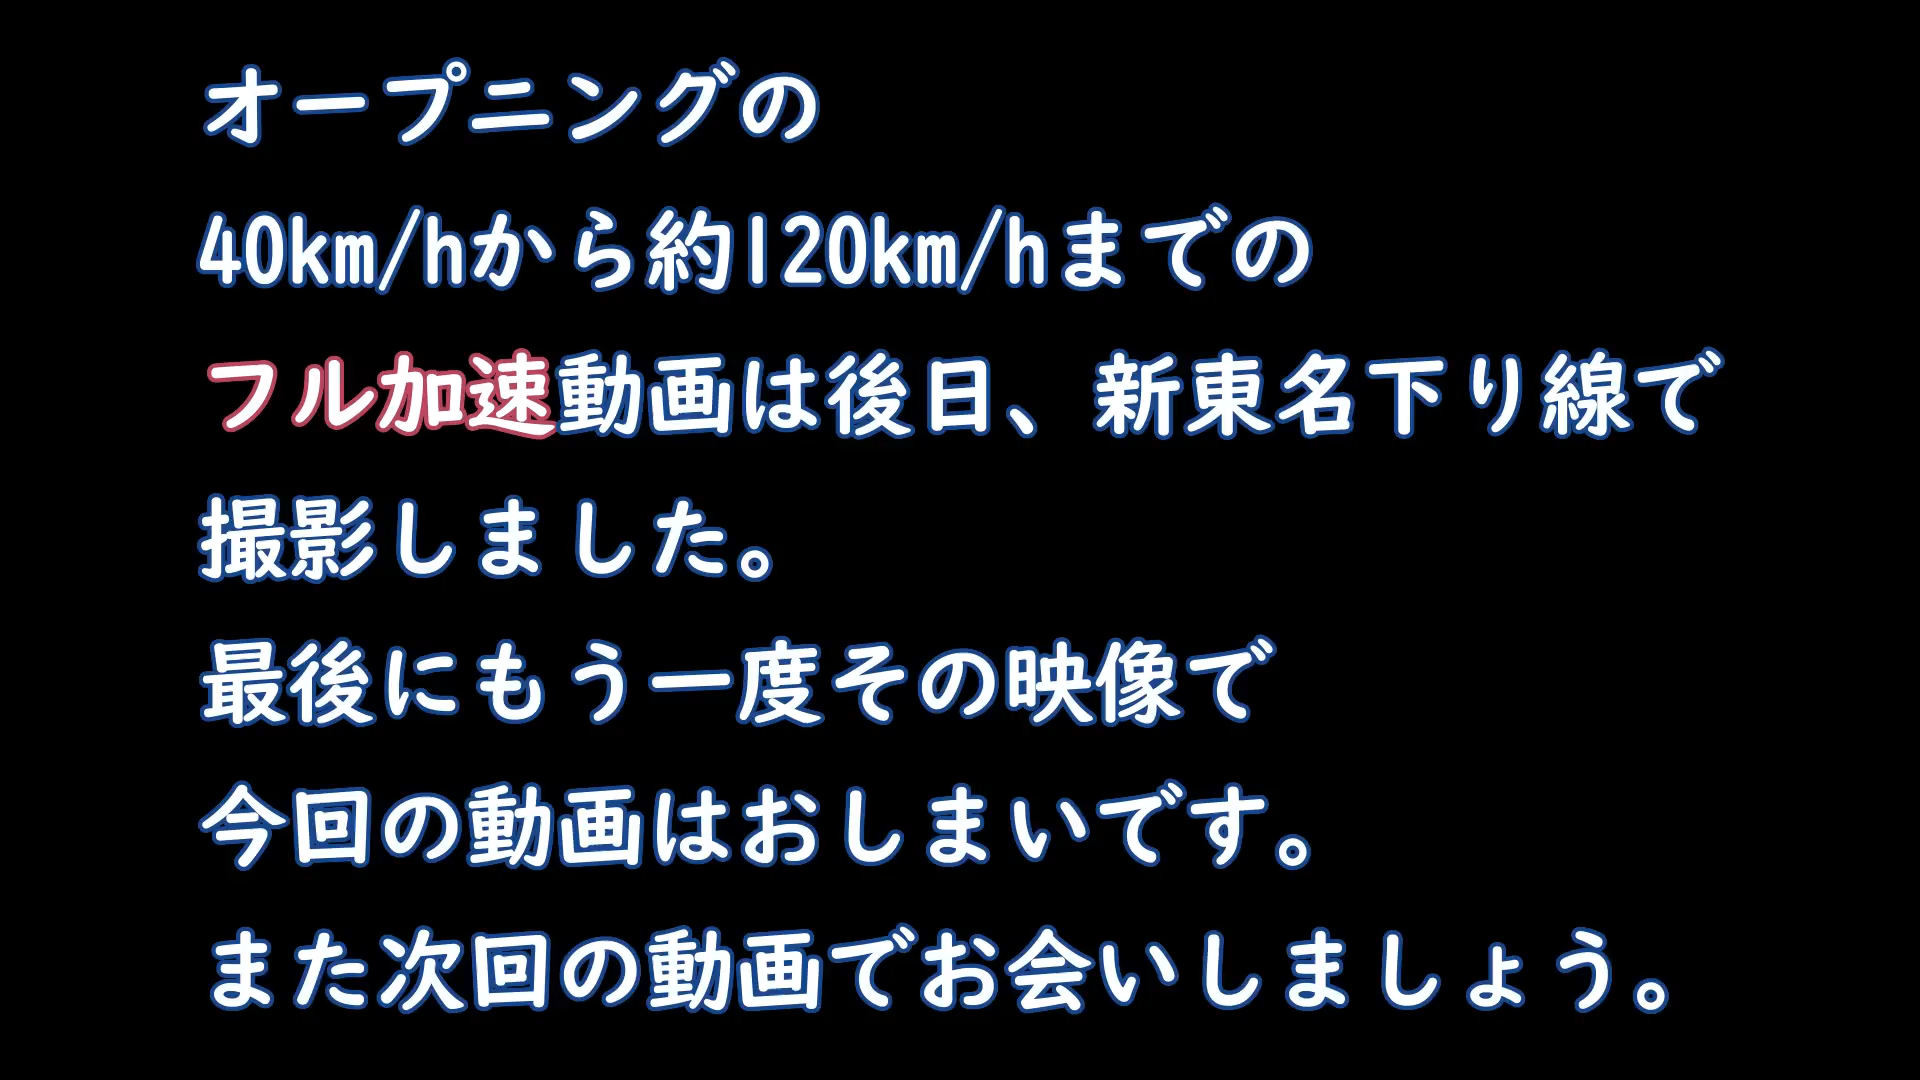 オープニングの
40km/hから約120km/hまでの
フル加速動画は後日、新東名下り線で
撮影しました。
最後にもう一度その映像で
今回の動画はおしまいです。
また次回の動画でお会いしましょう。